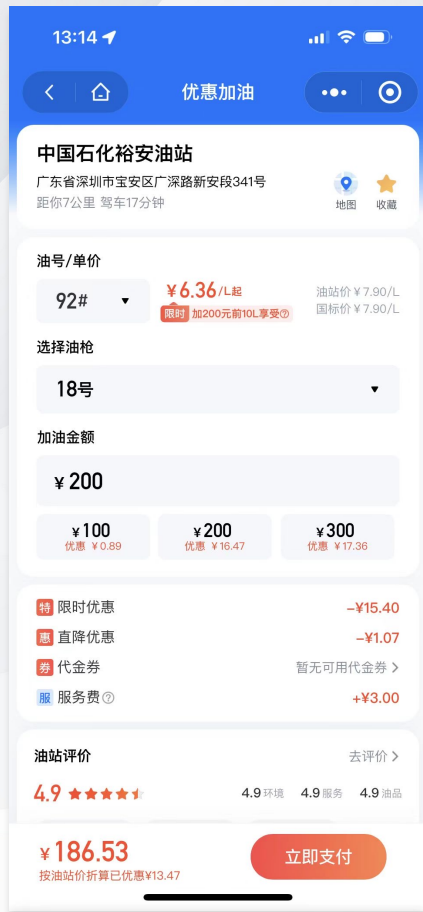 13:14
优惠加油
中国石化裕安油站
广东省深圳市宝安区广深路新安段341号
距你7公里 驾车17分钟
地图
收藏
油号/单价
92#
¥6.36/L起
限时 加200元前10L享受?
油站价¥7.90/L
国标价¥7.90/L
选择油枪
18号
加油金额
¥200
¥100
优惠 ¥0.89
¥200
优惠 ¥16.47
¥300
优惠 ¥17.36
特 限时优惠 -¥15.40
惠 直降优惠 -¥1.07
券 代金券 暂无可用代金券 >
服 服务费? +¥3.00
油站评价 去评价 >
4.9 4.9环境 4.9服务 4.9油品
¥186.53
按油站价折算已优惠¥13.47
立即支付